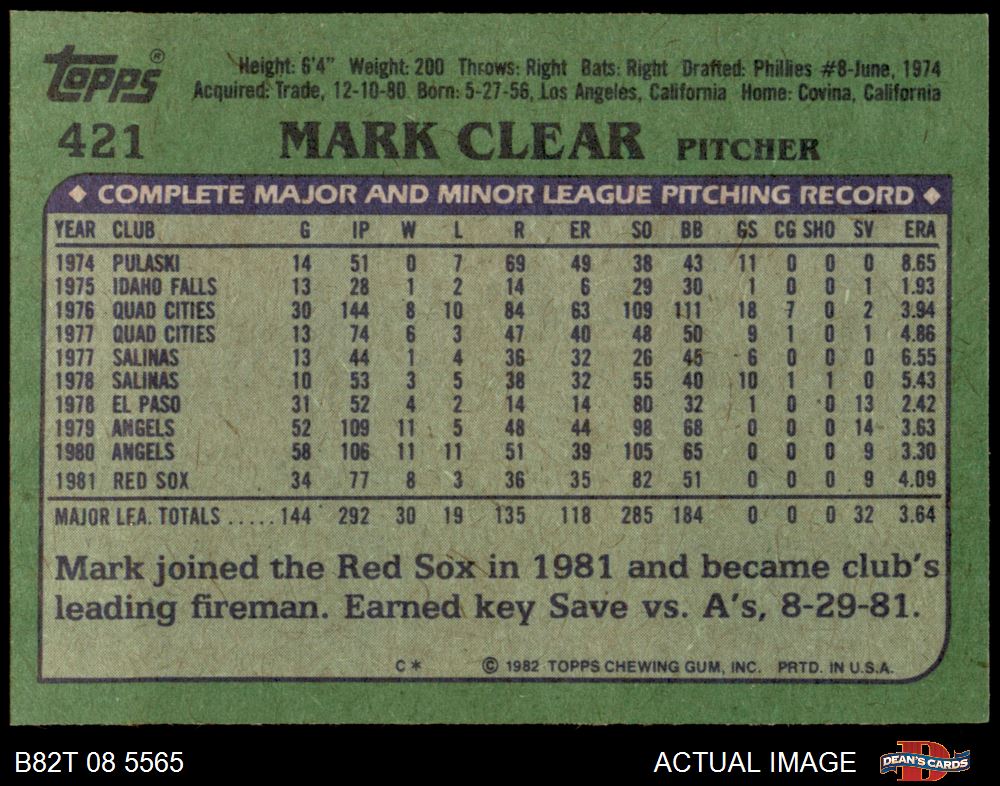 Topps®
Height: 6'4" Weight: 200 Throws: Right Bats: Right Drafted: Phillies #8-June, 1974
Acquired: Trade, 12-10-80 Born: 5-27-56, Los Angeles, California Home: Covina, California
421 MARK CLEAR PITCHER
◆ COMPLETE MAJOR AND MINOR LEAGUE PITCHING RECORD ◆
YEAR CLUB G IP W L R ER SO BB GS CG SHO SV ERA
1974 PULASKI 14 51 0 7 69 49 38 43 11 0 0 0 8.65
1975 IDAHO FALLS 13 28 1 2 14 6 29 30 1 0 0 1 1.93
1976 QUAD CITIES 30 144 8 10 84 63 109 111 18 7 0 2 3.94
1977 QUAD CITIES 13 74 6 3 47 40 48 50 9 1 0 1 4.86
1977 SALINAS 13 44 1 4 36 32 26 45 6 0 0 0 6.55
1978 SALINAS 10 53 3 5 38 32 55 40 10 1 1 0 5.43
1978 EL PASO 31 52 4 2 14 14 80 32 1 0 0 13 2.42
1979 ANGELS 52 109 11 5 48 44 98 68 0 0 0 14 3.63
1980 ANGELS 58 106 11 11 51 39 105 65 0 0 0 9 3.30
1981 RED SOX 34 77 8 3 36 35 82 51 0 0 0 9 4.09
MAJOR LEA. TOTALS ..... 144 292 30 19 135 118 285 184 0 0 0 32 3.64
Mark joined the Red Sox in 1981 and became club's
leading fireman. Earned key Save vs. A's, 8-29-81.
C* © 1982 TOPPS CHEWING GUM, INC. PRTD. IN U.S.A.
B82T 08 5565 ACTUAL IMAGE DEAN'S CARDS